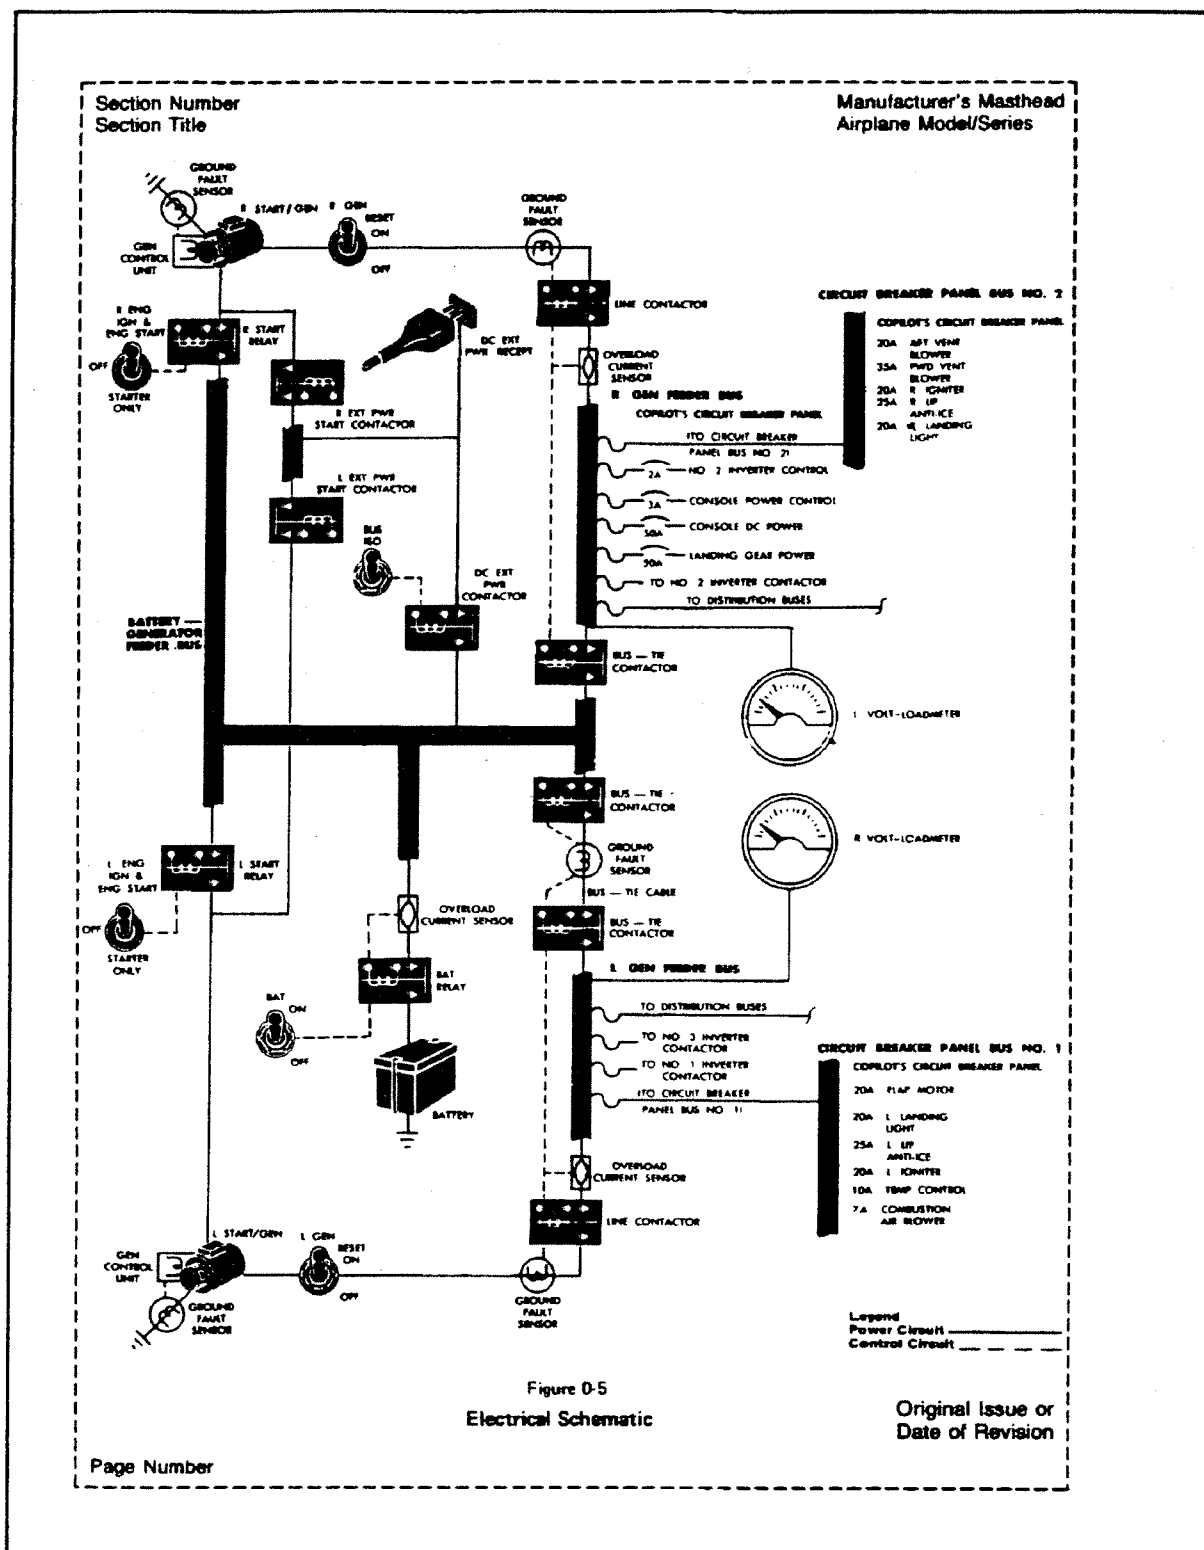 Section Number
Section Title
Manufacturer's Masthead
Airplane Model/Series
GROUND
FAULT
SENSOR
R START/GEN
R GEN
RESET
ON
OFF
GEN
CONTROL
UNIT
GROUND
FAULT
SENSOR
LINE CONTACTOR
R ENG
IGN &
ENG START
OFF
STARTER
ONLY
R START
RELAY
DC EXT
PWR RECEPT
R EXT PWR
START CONTACTOR
L EXT PWR
START CONTACTOR
BUS
ISO
DC EXT
PWR
CONTACTOR
BATTERY —
GENERATOR
FEEDER BUS
OVERLOAD
CURRENT
SENSOR
R GEN FEEDER BUS
COPILOT'S CIRCUIT BREAKER PANEL
(TO CIRCUIT BREAKER
PANEL BUS NO 2)
2A NO 2 INVERTER CONTROL
3A CONSOLE POWER CONTROL
50A CONSOLE DC POWER
LANDING GEAR POWER
TO NO 2 INVERTER CONTACTOR
TO DISTRIBUTION BUSES
CIRCUIT BREAKER PANEL BUS NO. 2
COPILOT'S CIRCUIT BREAKER PANEL
20A AFT VENT
BLOWER
35A FWD VENT
BLOWER
20A R IGNITER
25A R LIP
ANTI-ICE
20A R LANDING
LIGHT
BUS — TIE
CONTACTOR
VOLT-LOADMETER
BUS — TIE
CONTACTOR
R VOLT-LOADMETER
GROUND
FAULT
SENSOR
BUS — TIE CABLE
BUS — TIE
CONTACTOR
L ENG
IGN &
ENG START
OFF
STARTER
ONLY
L START
RELAY
OVERLOAD
CURRENT SENSOR
BAT
RELAY
BAT
ON
OFF
BATTERY
L GEN FEEDER BUS
TO DISTRIBUTION BUSES
TO NO 3 INVERTER
CONTACTOR
TO NO 1 INVERTER
CONTACTOR
(TO CIRCUIT BREAKER
PANEL BUS NO 1)
CIRCUIT BREAKER PANEL BUS NO. 1
COPILOT'S CIRCUIT BREAKER PANEL
20A FLAP MOTOR
20A L LANDING
LIGHT
25A L LIP
ANTI-ICE
20A L IGNITER
10A TEMP CONTROL
7A COMBUSTION
AIR BLOWER
OVERLOAD
CURRENT SENSOR
LINE CONTACTOR
L START/GEN
L GEN
RESET
ON
OFF
GEN
CONTROL
UNIT
GROUND
FAULT
SENSOR
GROUND
FAULT
SENSOR
Legend
Power Circuit
Control Circuit
Figure 0-5
Electrical Schematic
Original Issue or
Date of Revision
Page Number